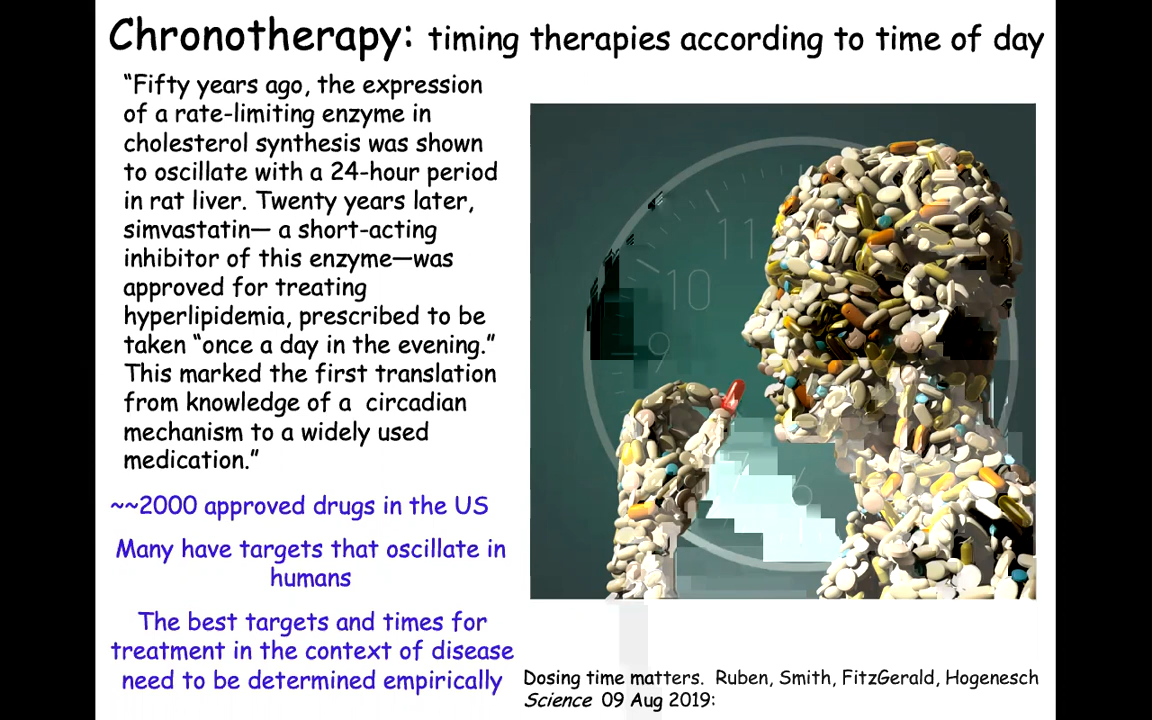 Chronotherapy: timing therapies according to time of day
“Fifty years ago, the expression
of a rate-limiting enzyme in
cholesterol synthesis was shown
to oscillate with a 24-hour period
in rat liver. Twenty years later,
simvastatin— a short-acting
inhibitor of this enzyme—was
approved for treating
hyperlipidemia, prescribed to be
taken “once a day in the evening.”
This marked the first translation
from knowledge of a circadian
mechanism to a widely used
medication.”
~~2000 approved drugs in the US
Many have targets that oscillate in
humans
The best targets and times for
treatment in the context of disease
need to be determined empirically
11
10
9
7
6
Dosing time matters. Ruben, Smith, FitzGerald, Hogenesch
Science 09 Aug 2019: